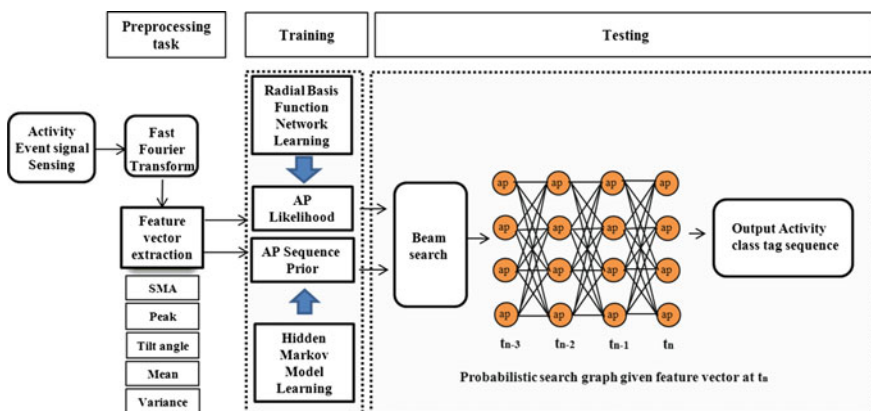 Preprocessing
task
Training
Testing
Activity
Event signal
Sensing
Fast
Fourier
Transform
Feature
vector
extraction
SMA
Peak
Tilt angle
Mean
Variance
Radial Basis
Function
Network
Learning
AP
Likelihood
AP Sequence
Prior
Hidden
Markov
Model
Learning
Beam
search
ap ap ap ap
ap ap ap ap
ap ap ap ap
ap ap ap ap
tn-3 tn-2 tn-1 tn
Probabilistic search graph given feature vector at tn
Output Activity
class tag sequence